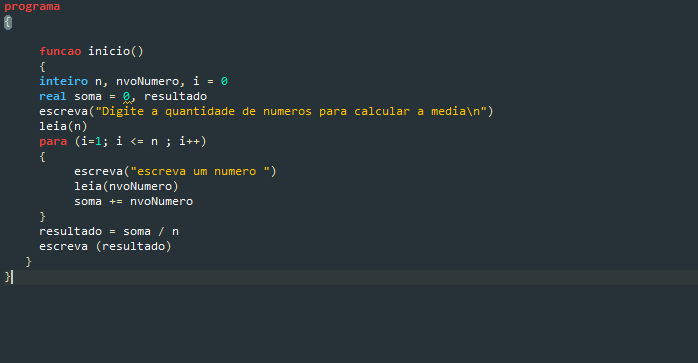 programa
{
funcao inicio()
{
inteiro n, nvoNumero, i = 0
real soma = 0, resultado
escreva("Digite a quantidade de numeros para calcular a media\n")
leia(n)
para (i=1; i <= n ; i++)
{
escreva("escreva um numero ")
leia(nvoNumero)
soma += nvoNumero
}
resultado = soma / n
escreva (resultado)
}
}